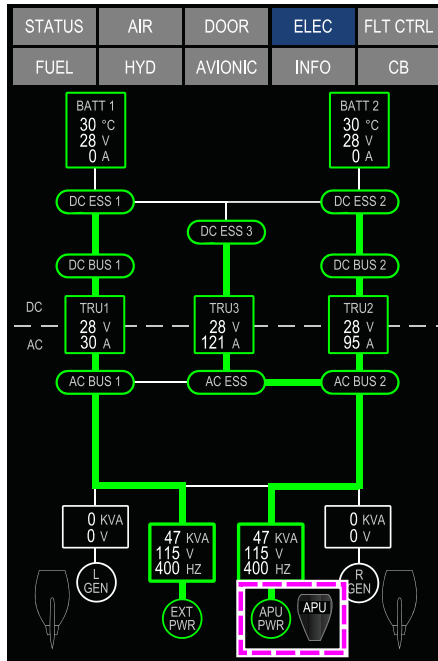 STATUS AIR DOOR ELEC FLT CTRL
FUEL HYD AVIONIC INFO CB
BATT 1 BATT 2
30 °C 30 °C
28 V 28 V
0 A 0 A
DC ESS 1 DC ESS 2
DC ESS 3
DC BUS 1 DC BUS 2
DC TRU1 TRU3 TRU2
28 V 28 V 28 V
AC 30 A 121 A 95 A
AC BUS 1 AC ESS AC BUS 2
0 KVA 0 KVA
0 V 0 V
47 KVA 47 KVA
115 V 115 V
400 HZ 400 HZ
L GEN R GEN
EXT PWR APU PWR APU